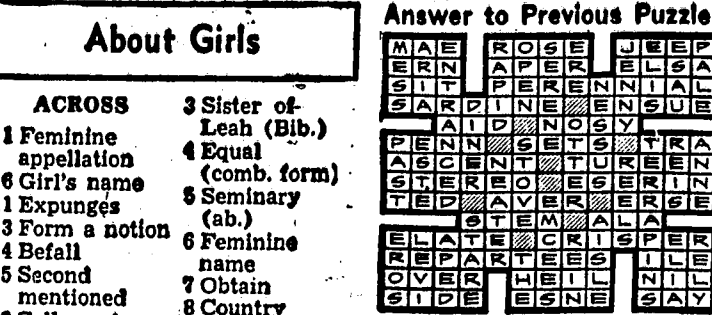 About Girls
ACROSS
1 Feminine
appellation
6 Girl's name
1 Expunges
3 Form a notion
4 Befall
5 Second
mentioned
3 Sister of
Leah (Bib.)
4 Equal
(comb. form)
5 Seminary
(ab.)
6 Feminine
name
7 Obtain
8 Country
Answer to Previous Puzzle
MAE ROSE JEEP
ERN APER ELSA
SIT PERENNIAL
SARDINE ENSUE
AID NOSY
PENN SETS TRA
ASCENT TUREEN
STEREO ESERIN
TED AVER ERSE
STEM ALA
ELATE CRISPER
REPARTEES ILE
OVER HEIL NIL
SIDE ESNE SAY